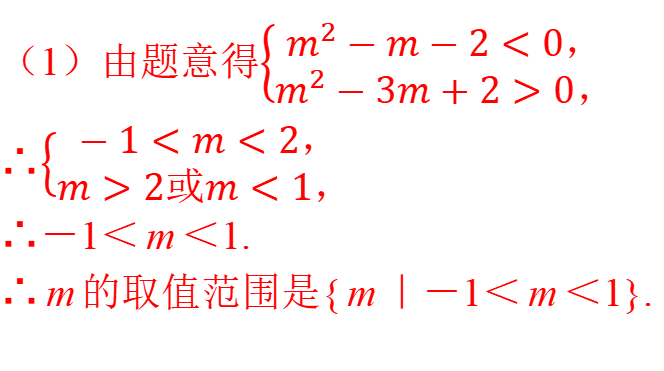 （1）由题意得{m²－m－2＜0，
m²－3m＋2＞0，
∴{－1＜m＜2，
m＞2或m＜1，
∴－1＜m＜1.
∴m的取值范围是{m｜－1＜m＜1}.